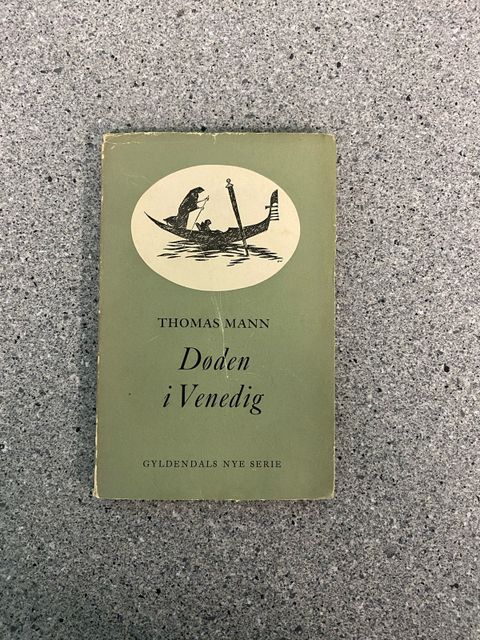 THOMAS MANN
Døden
i Venedig
GYLDENDALS NYE SERIE